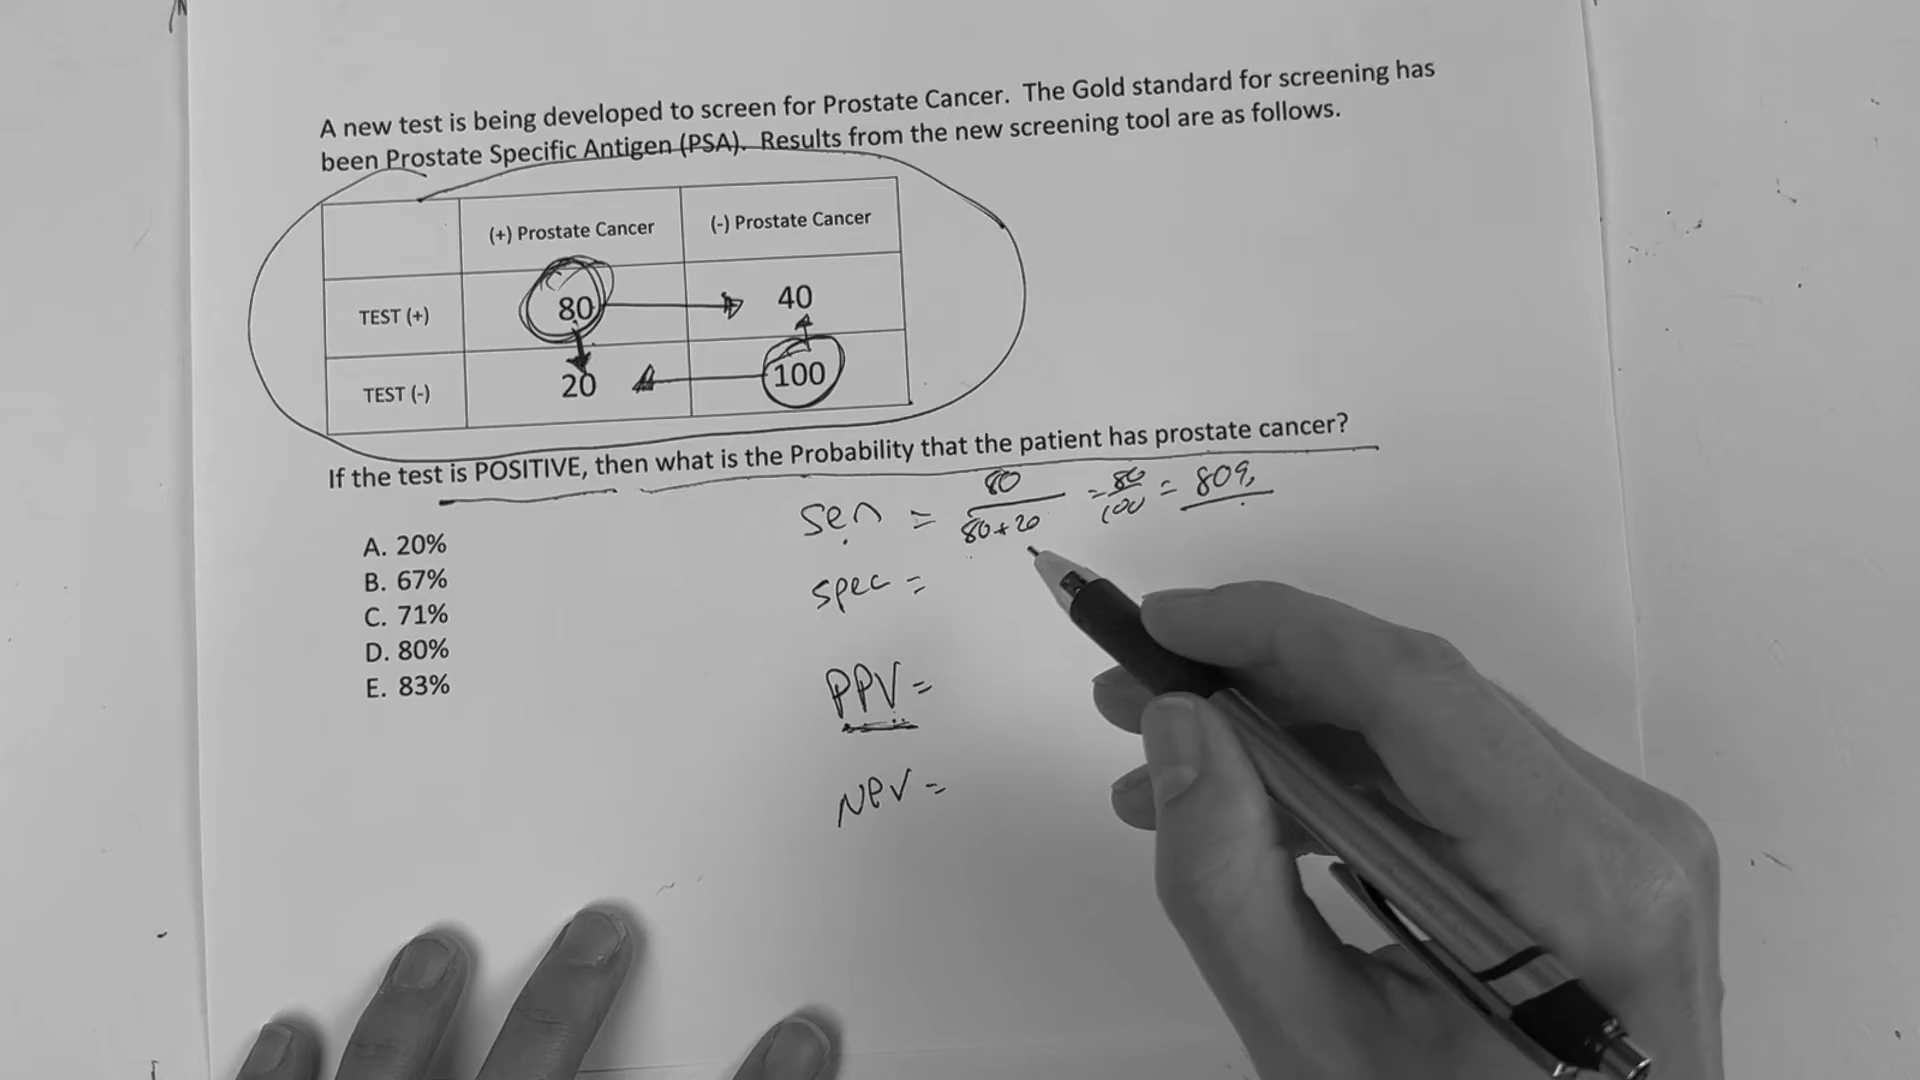 A new test is being developed to screen for Prostate Cancer. The Gold standard for screening has
been Prostate Specific Antigen (PSA). Results from the new screening tool are as follows.
(+) Prostate Cancer (-) Prostate Cancer
TEST (+) 80 40
TEST (-) 20 100
If the test is POSITIVE, then what is the Probability that the patient has prostate cancer?
A. 20%
B. 67%
C. 71%
D. 80%
E. 83%
sen = 80 / 80+20 = 80/100 = 80%
spec =
PPV =
NPV =